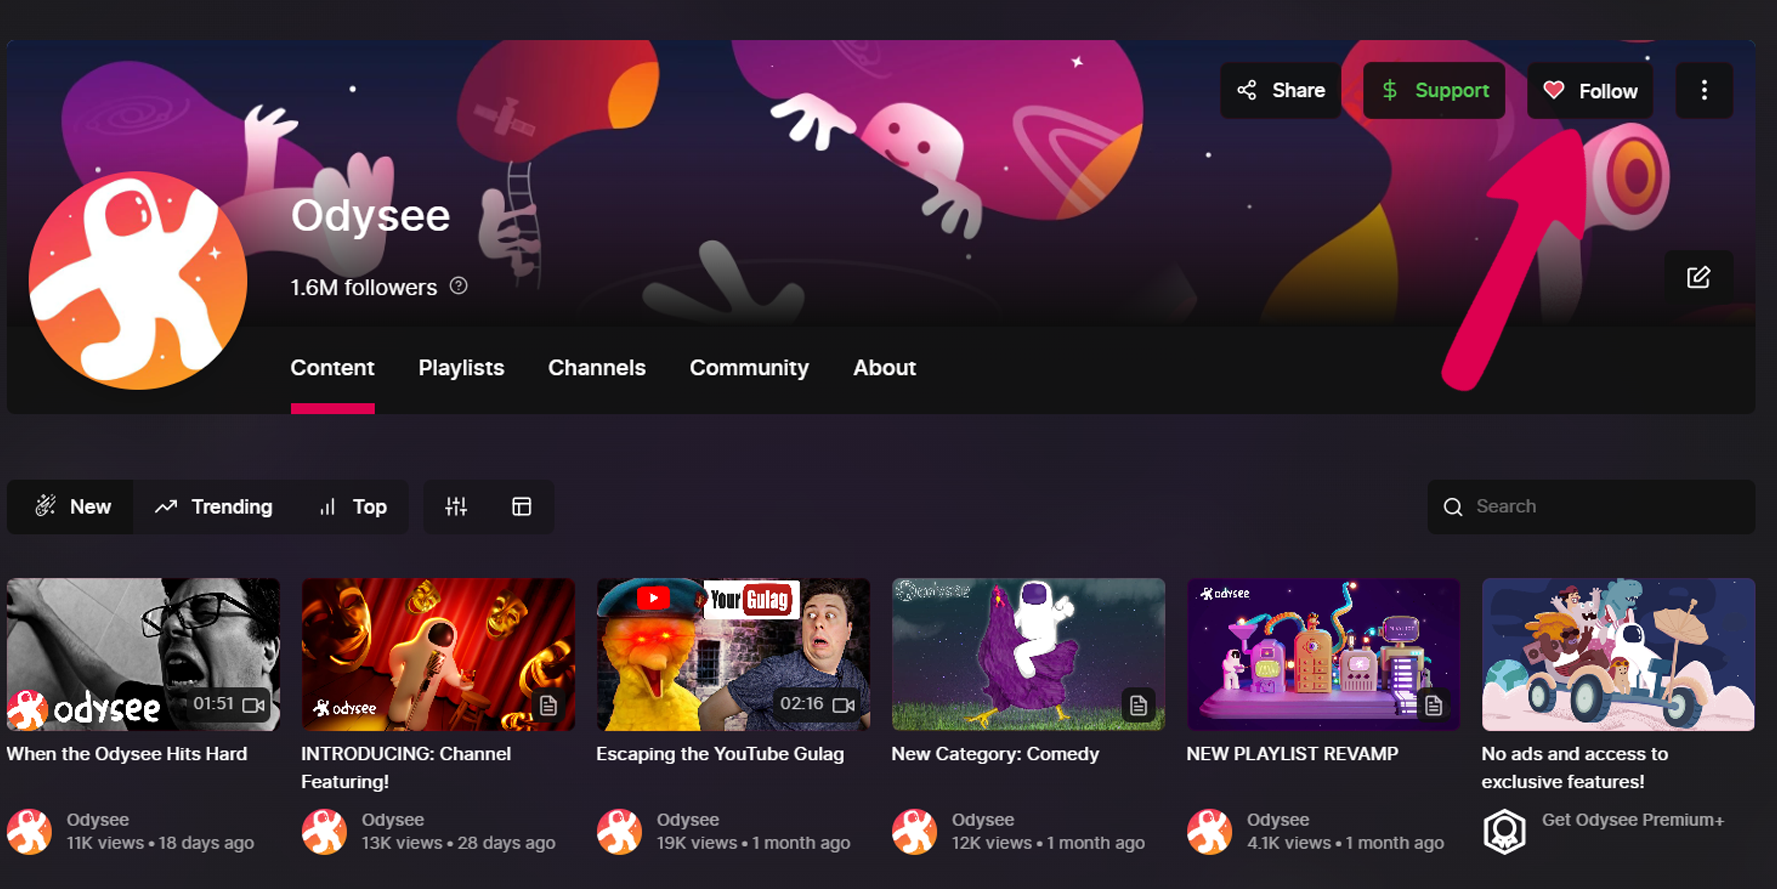 Share
Support
Follow
Odysee
1.6M followers
Content
Playlists
Channels
Community
About
New
Trending
Top
Search
odysee
01:51
odysee
Your Gulag
02:16
odysee
odysee
When the Odysee Hits Hard
INTRODUCING: Channel
Featuring!
Escaping the YouTube Gulag
New Category: Comedy
NEW PLAYLIST REVAMP
No ads and access to
exclusive features!
Odysee
11K views • 18 days ago
Odysee
13K views • 28 days ago
Odysee
19K views • 1 month ago
Odysee
12K views • 1 month ago
Odysee
4.1K views • 1 month ago
Get Odysee Premium+